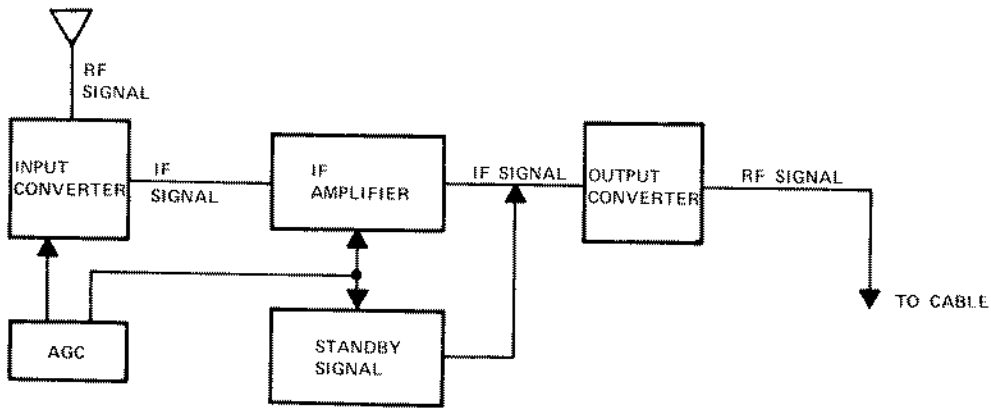 RF
SIGNAL
INPUT
CONVERTER
IF
SIGNAL
IF
AMPLIFIER
IF SIGNAL
OUTPUT
CONVERTER
RF SIGNAL
TO CABLE
AGC
STANDBY
SIGNAL